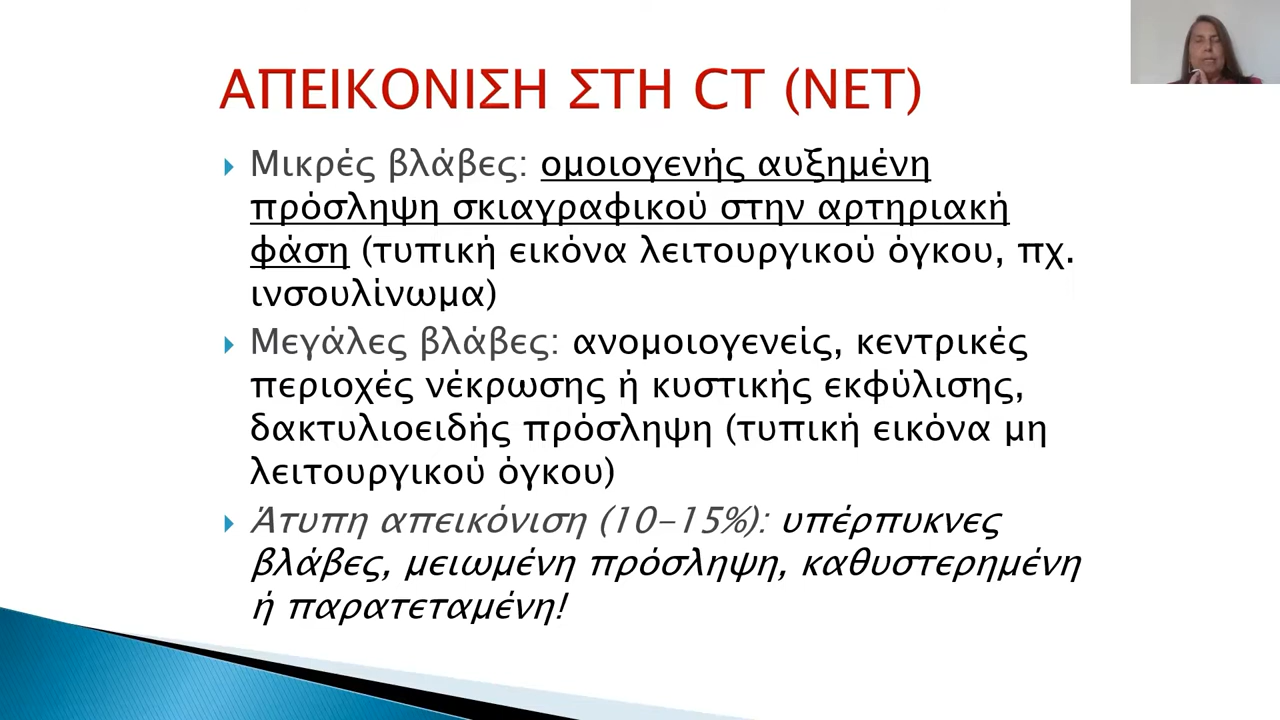 ΑΠΕΙΚΟΝΙΣΗ ΣΤΗ CT (NET)
Μικρές βλάβες: ομοιογενής αυξημένη
πρόσληψη σκιαγραφικού στην αρτηριακή
φάση (τυπική εικόνα λειτουργικού όγκου, πχ.
ινσουλίνωμα)
Μεγάλες βλάβες: ανομοιογενείς, κεντρικές
περιοχές νέκρωσης ή κυστικής εκφύλισης,
δακτυλιοειδής πρόσληψη (τυπική εικόνα μη
λειτουργικού όγκου)
Άτυπη απεικόνιση (10-15%): υπέρπυκνες
βλάβες, μειωμένη πρόσληψη, καθυστερημένη
ή παρατεταμένη!